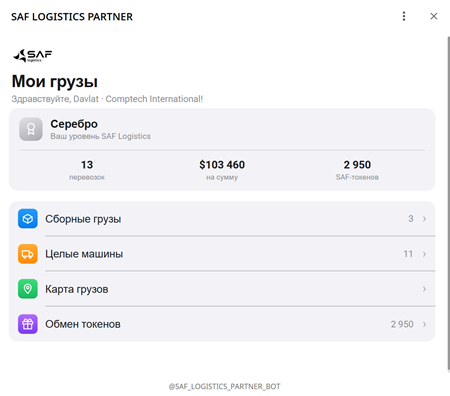 SAF LOGISTICS PARTNER
SAF
logistics
Мои грузы
Здравствуйте, Davlat · Comptech International!
Серебро
Ваш уровень SAF Logistics
13 $103 460 2 950
перевозок на сумму SAF-токенов
Сборные грузы 3
Целые машины 11
Карта грузов
Обмен токенов 2 950
@SAF_LOGISTICS_PARTNER_BOT